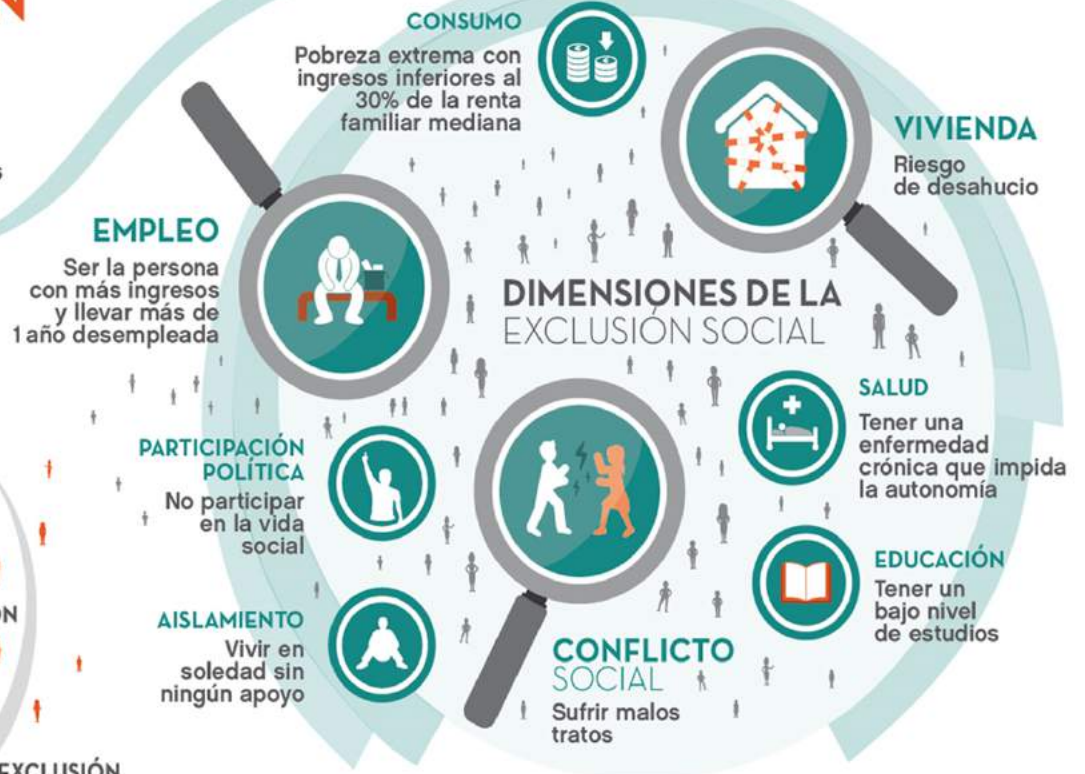 CONSUMO
Pobreza extrema con
ingresos inferiores al
30% de la renta
familiar mediana
VIVIENDA
Riesgo
de desahucio
EMPLEO
Ser la persona
con más ingresos
y llevar más de
1 año desempleada
DIMENSIONES DE LA
EXCLUSIÓN SOCIAL
SALUD
Tener una
enfermedad
crónica que impida
la autonomía
PARTICIPACIÓN
POLÍTICA
No participar
en la vida
social
EDUCACIÓN
Tener un
bajo nivel
de estudios
AISLAMIENTO
Vivir en
soledad sin
ningún apoyo
CONFLICTO
SOCIAL
Sufrir malos
tratos
EXCLUSIÓN